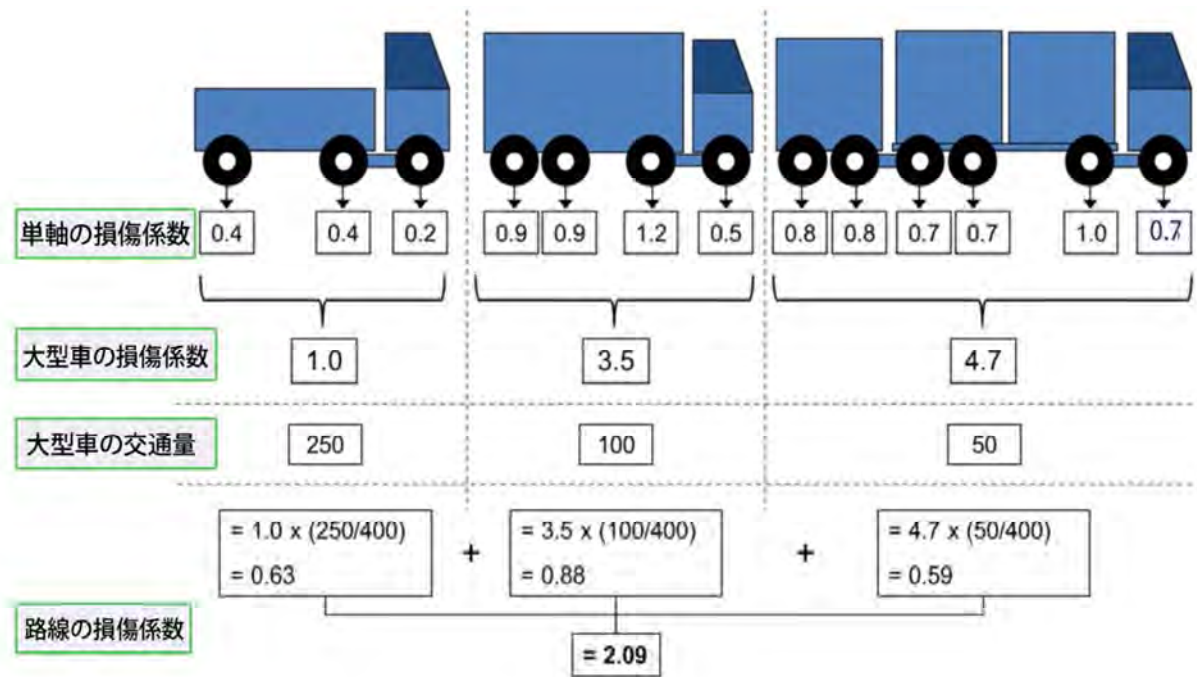 単軸の損傷係数 0.4 0.4 0.2 0.9 0.9 1.2 0.5 0.8 0.8 0.7 0.7 1.0 0.7
大型車の損傷係数 1.0 3.5 4.7
大型車の交通量 250 100 50
= 1.0 x (250/400) + = 3.5 x (100/400) + = 4.7 x (50/400)
= 0.63 = 0.88 = 0.59
路線の損傷係数
= 2.09